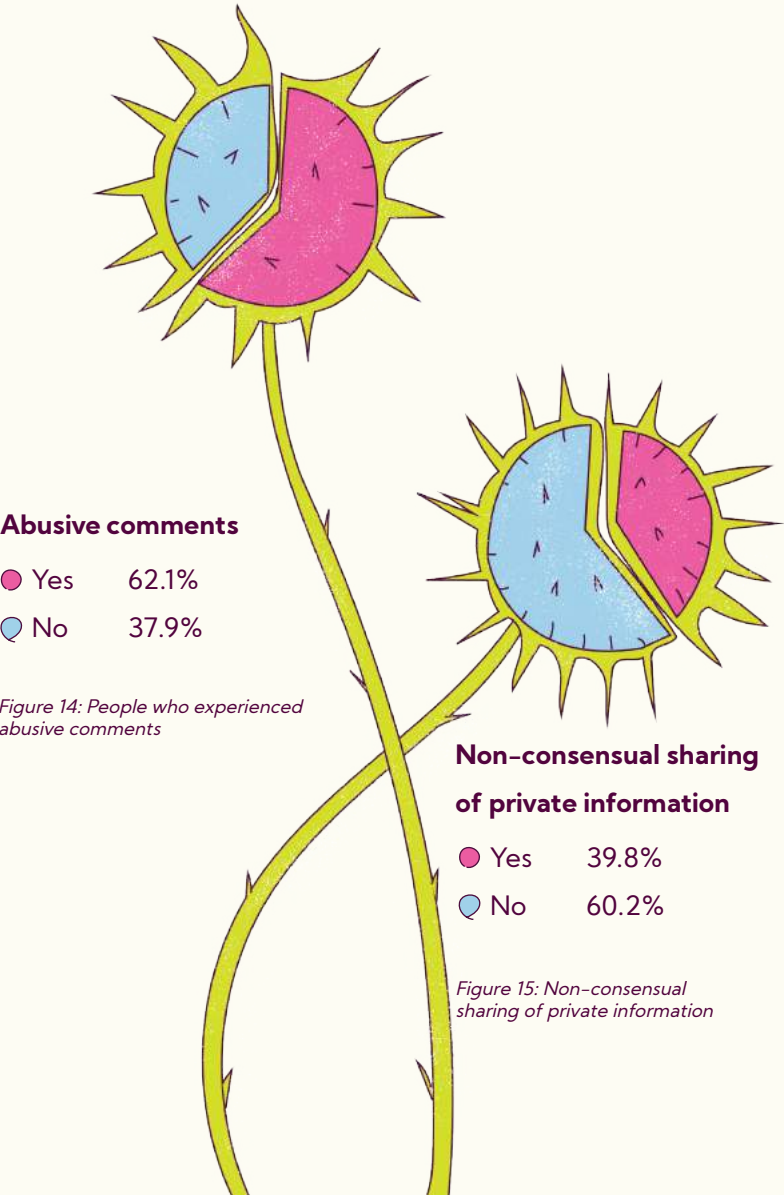 Abusive comments
Yes 62.1%
No 37.9%
Figure 14: People who experienced
abusive comments
Non-consensual sharing
of private information
Yes 39.8%
No 60.2%
Figure 15: Non-consensual
sharing of private information